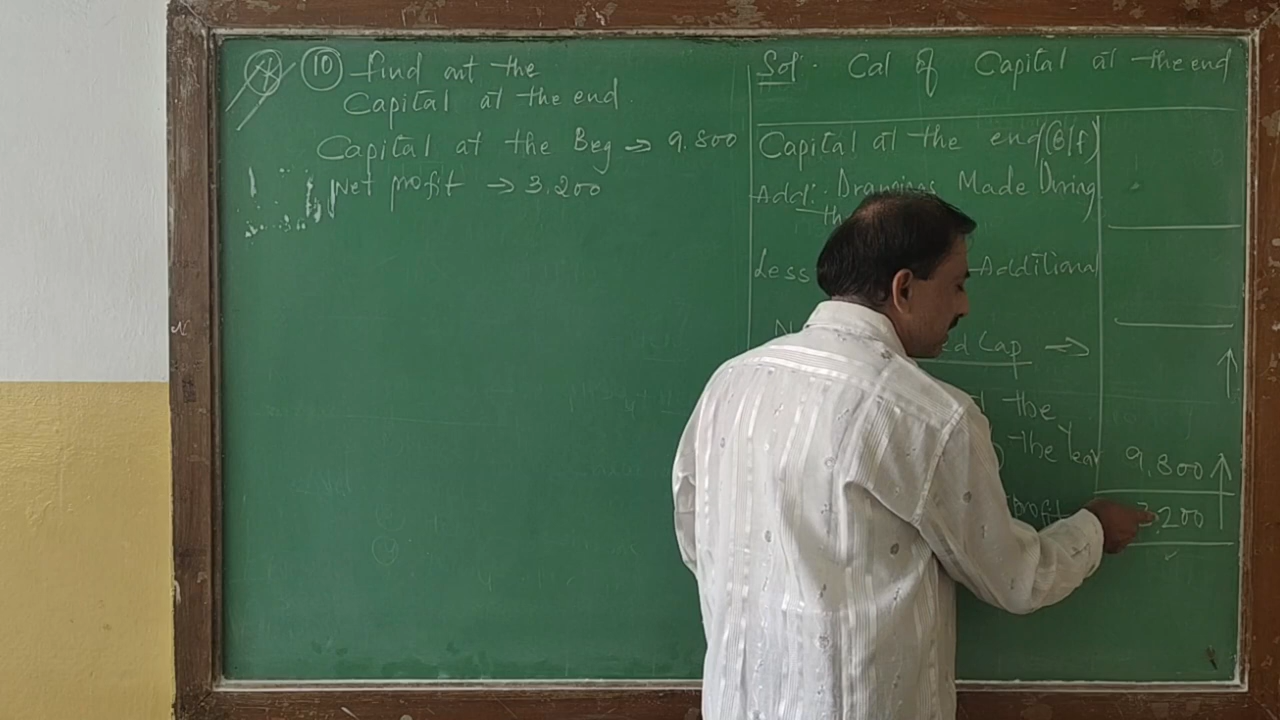 10 find out the
Capital at the end.
Capital at the Beg → 9.800
Net profit → 3.200
Sol: Cal of Capital at the end
Capital at the end (B/f)
Add: Drawings Made During
Less Additional
Cap ⇒
the
the Year
9,800
profit 3,200